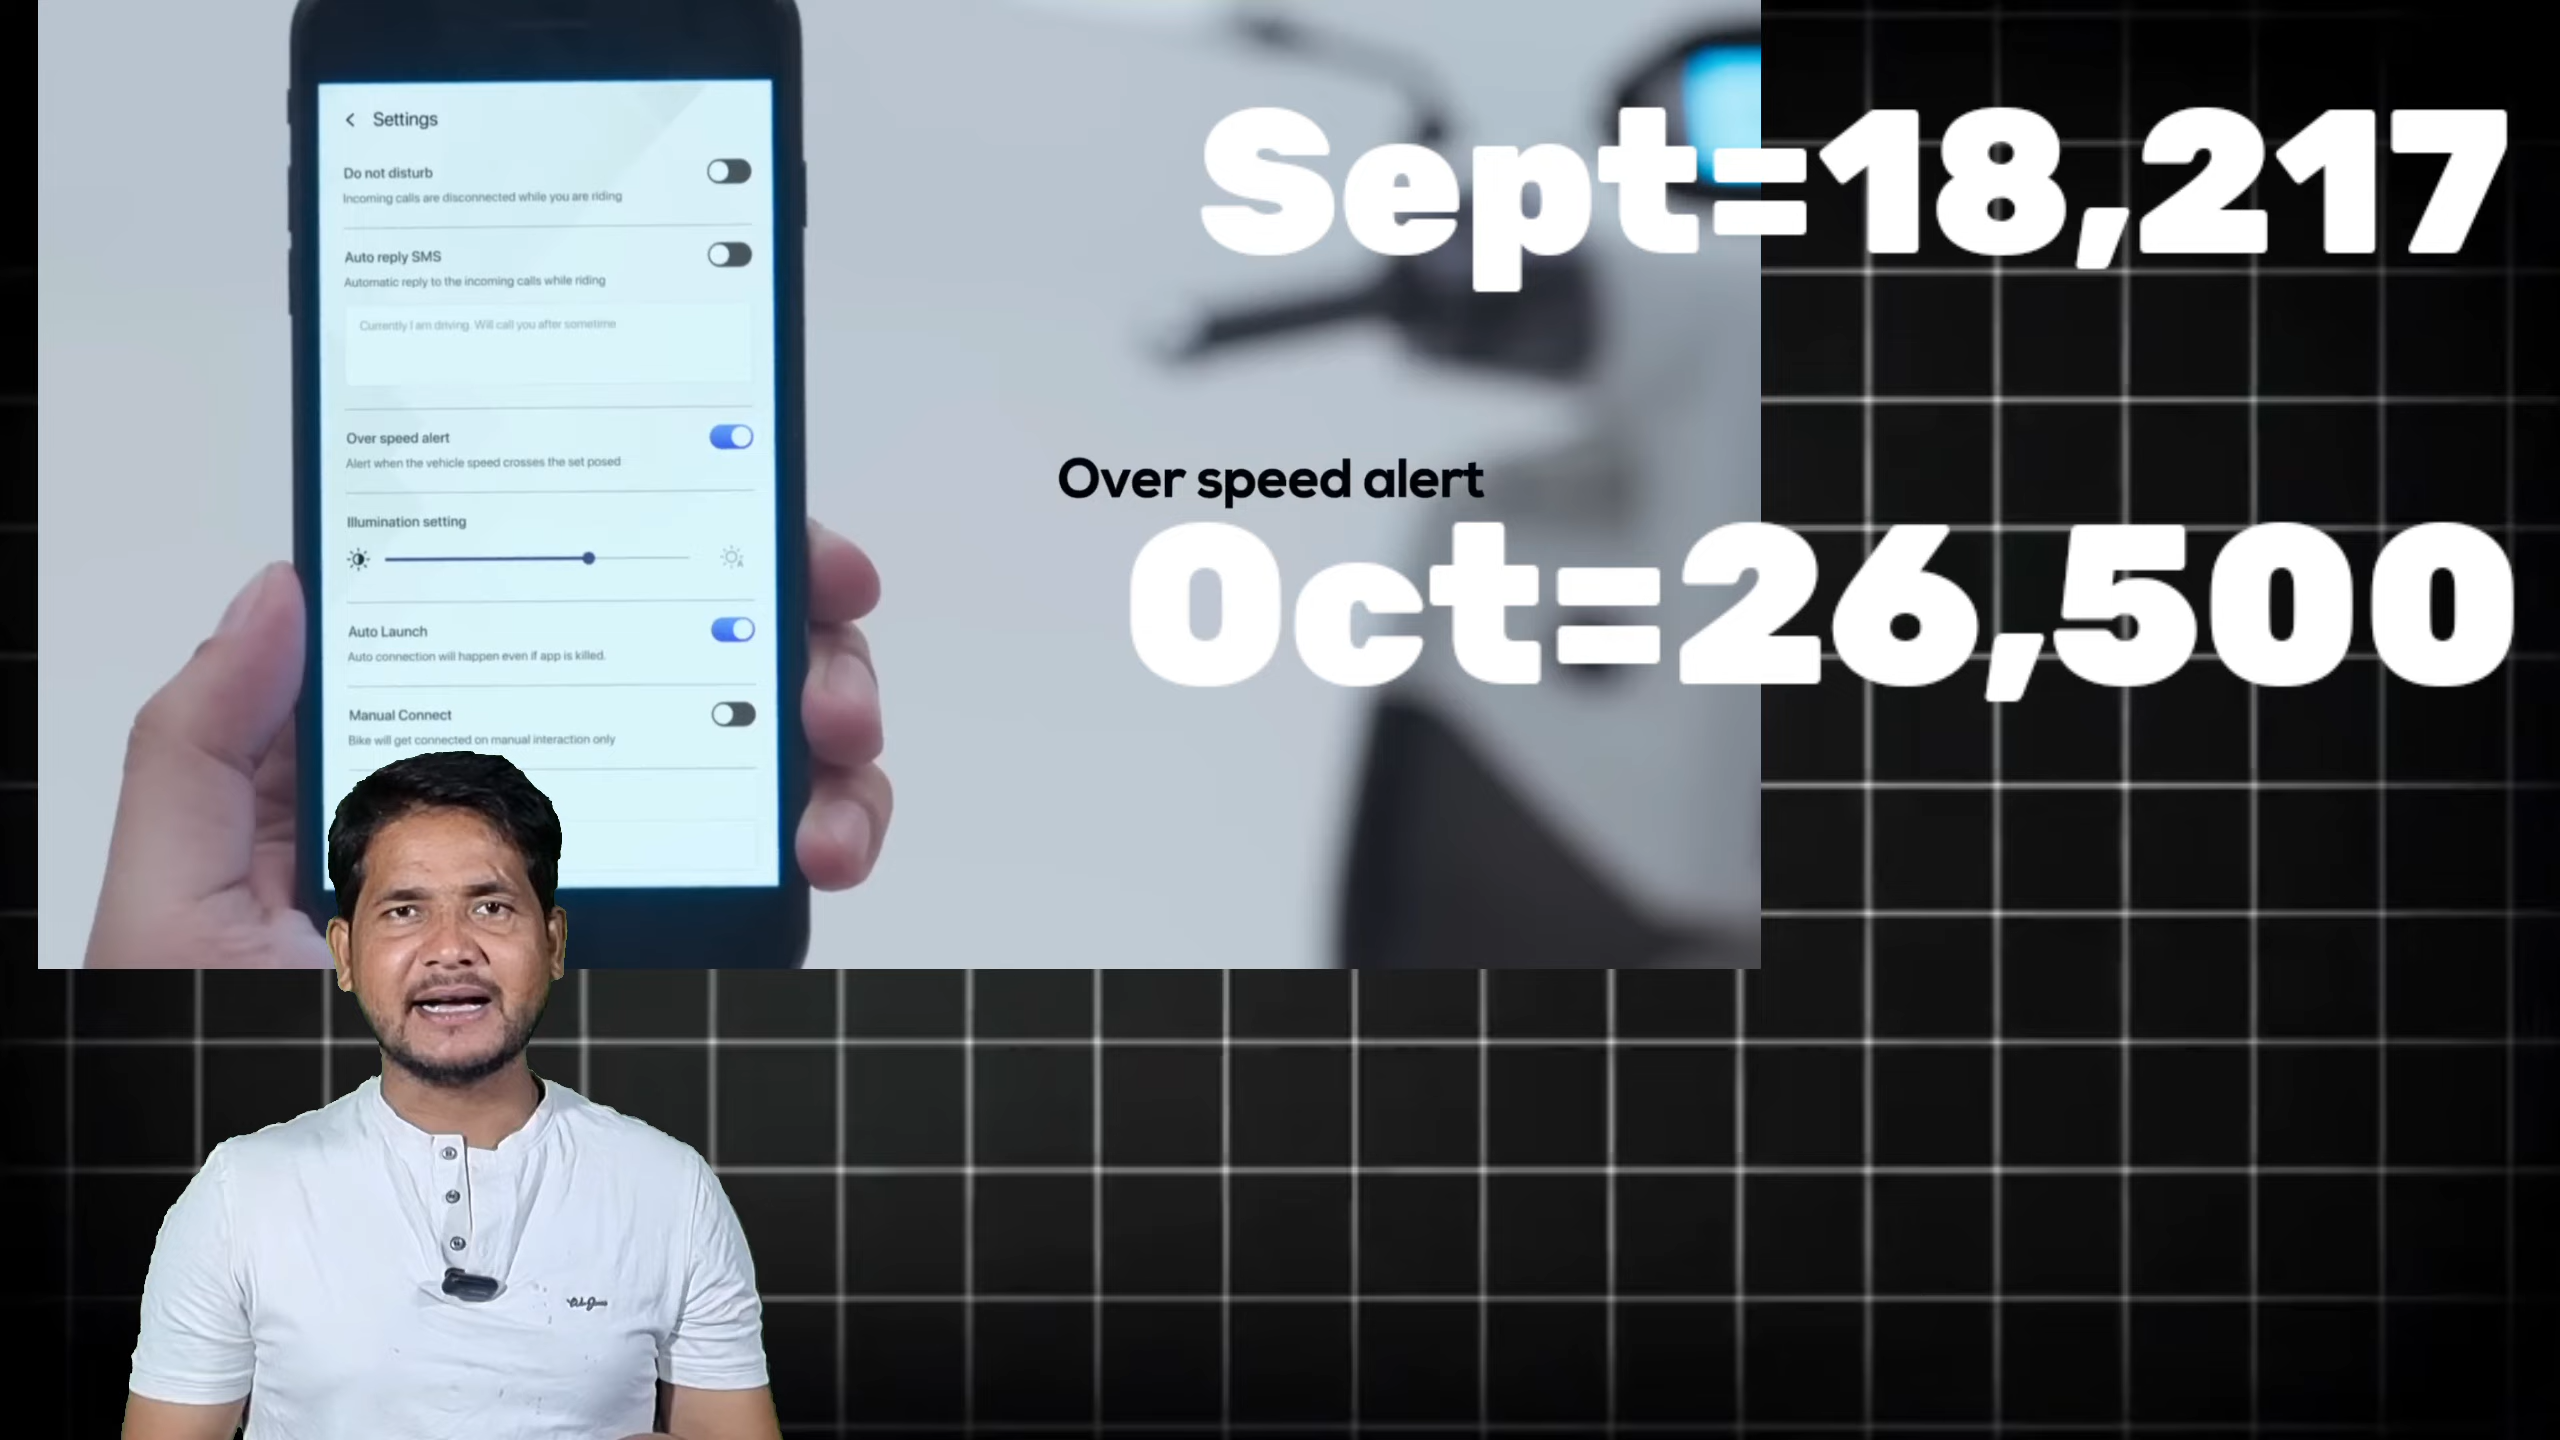 Settings
Do not disturb
Incoming calls are disconnected while you are riding
Auto reply SMS
Automatic reply to the incoming calls while riding
Currently I am driving. Will call you after sometime
Over speed alert
Alert when the vehicle speed crosses the set posed
Illumination setting
Auto Launch
Auto connection will happen even if app is killed.
Manual Connect
Bike will get connected on manual interaction only
Sept=18,217
Over speed alert
Oct=26,500